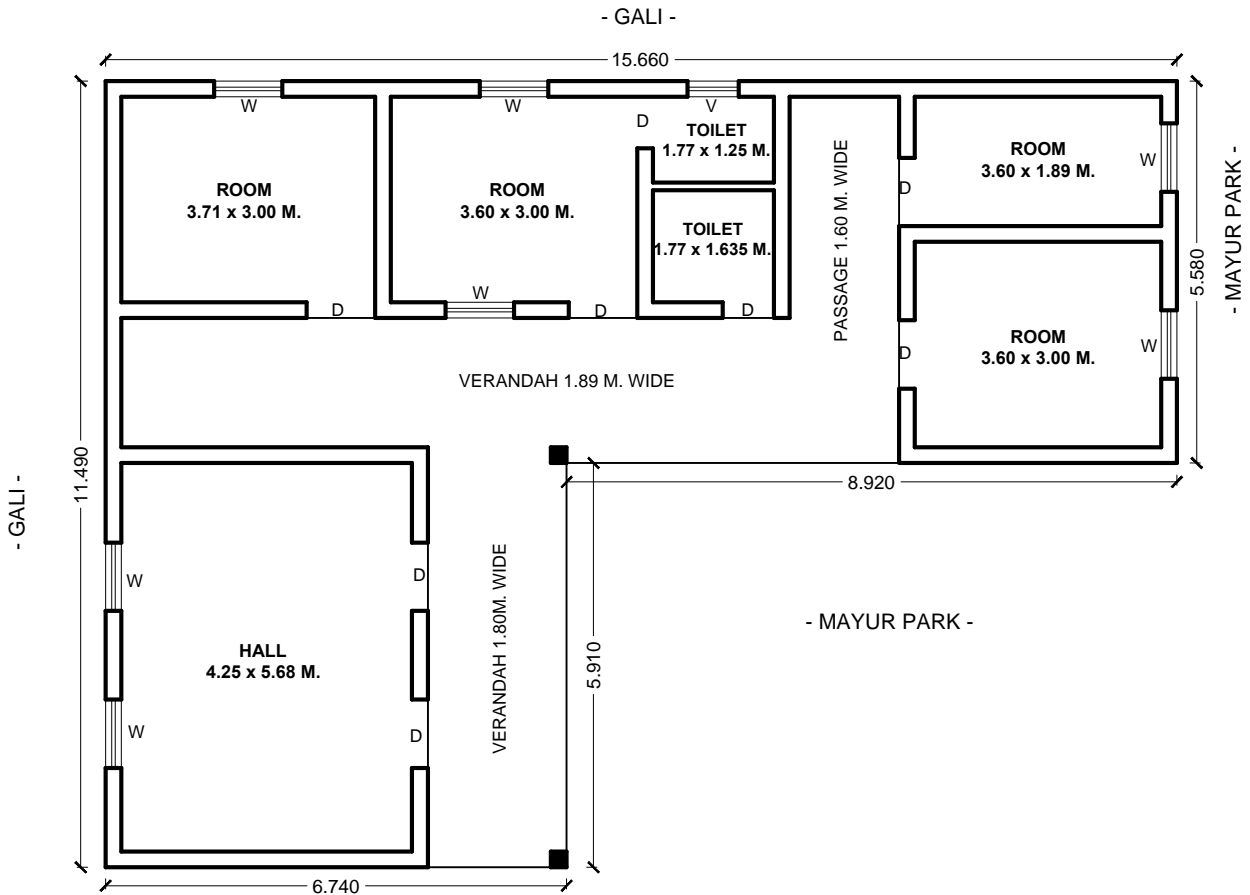 - GALI -
15.660
W
W
V
D
TOILET
1.77 x 1.25 M.
ROOM
3.60 x 1.89 M.
W
D
ROOM
3.71 x 3.00 M.
ROOM
3.60 x 3.00 M.
TOILET
1.77 x 1.635 M.
PASSAGE 1.60 M. WIDE
- MAYUR PARK -
5.580
W
D
D
D
ROOM
3.60 x 3.00 M.
W
D
VERANDAH 1.89 M. WIDE
- GALI -
11.490
8.920
W
D
VERANDAH 1.80M. WIDE
5.910
- MAYUR PARK -
HALL
4.25 x 5.68 M.
W
D
6.740